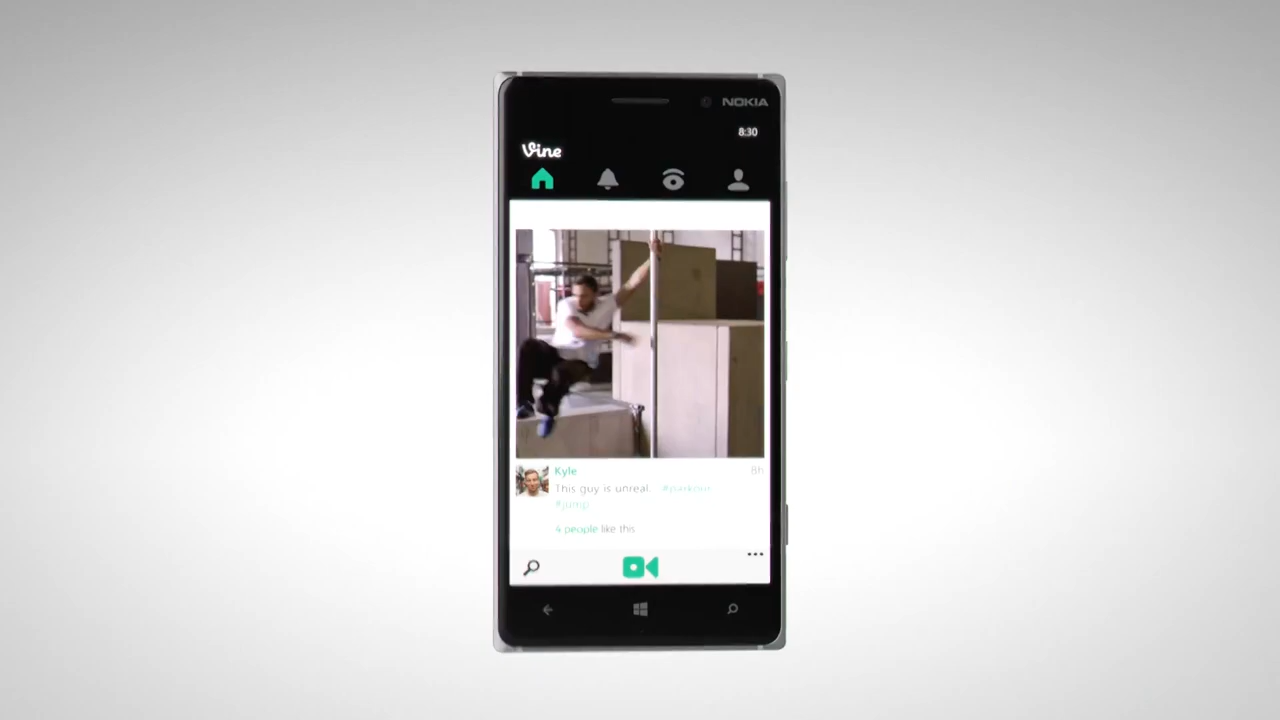 NOKIA
8:30
Vine
Kyle 8h
This guy is unreal. #parkour
#jump
4 people like this